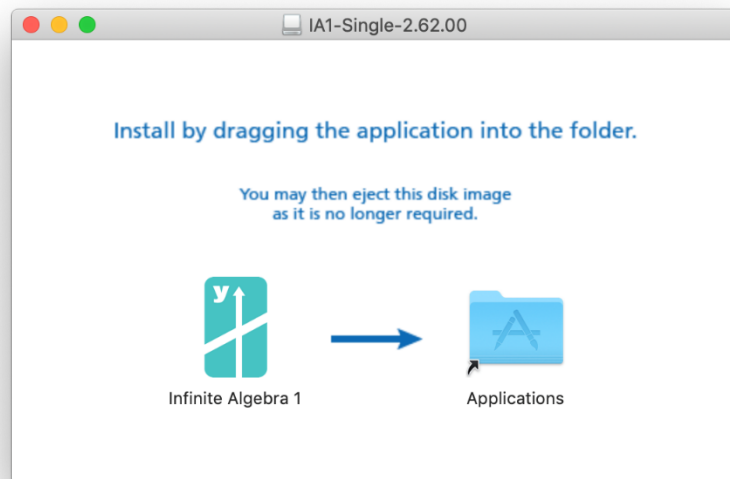 IA1-Single-2.62.00
Install by dragging the application into the folder.
You may then eject this disk image
as it is no longer required.
y
Infinite Algebra 1
Applications